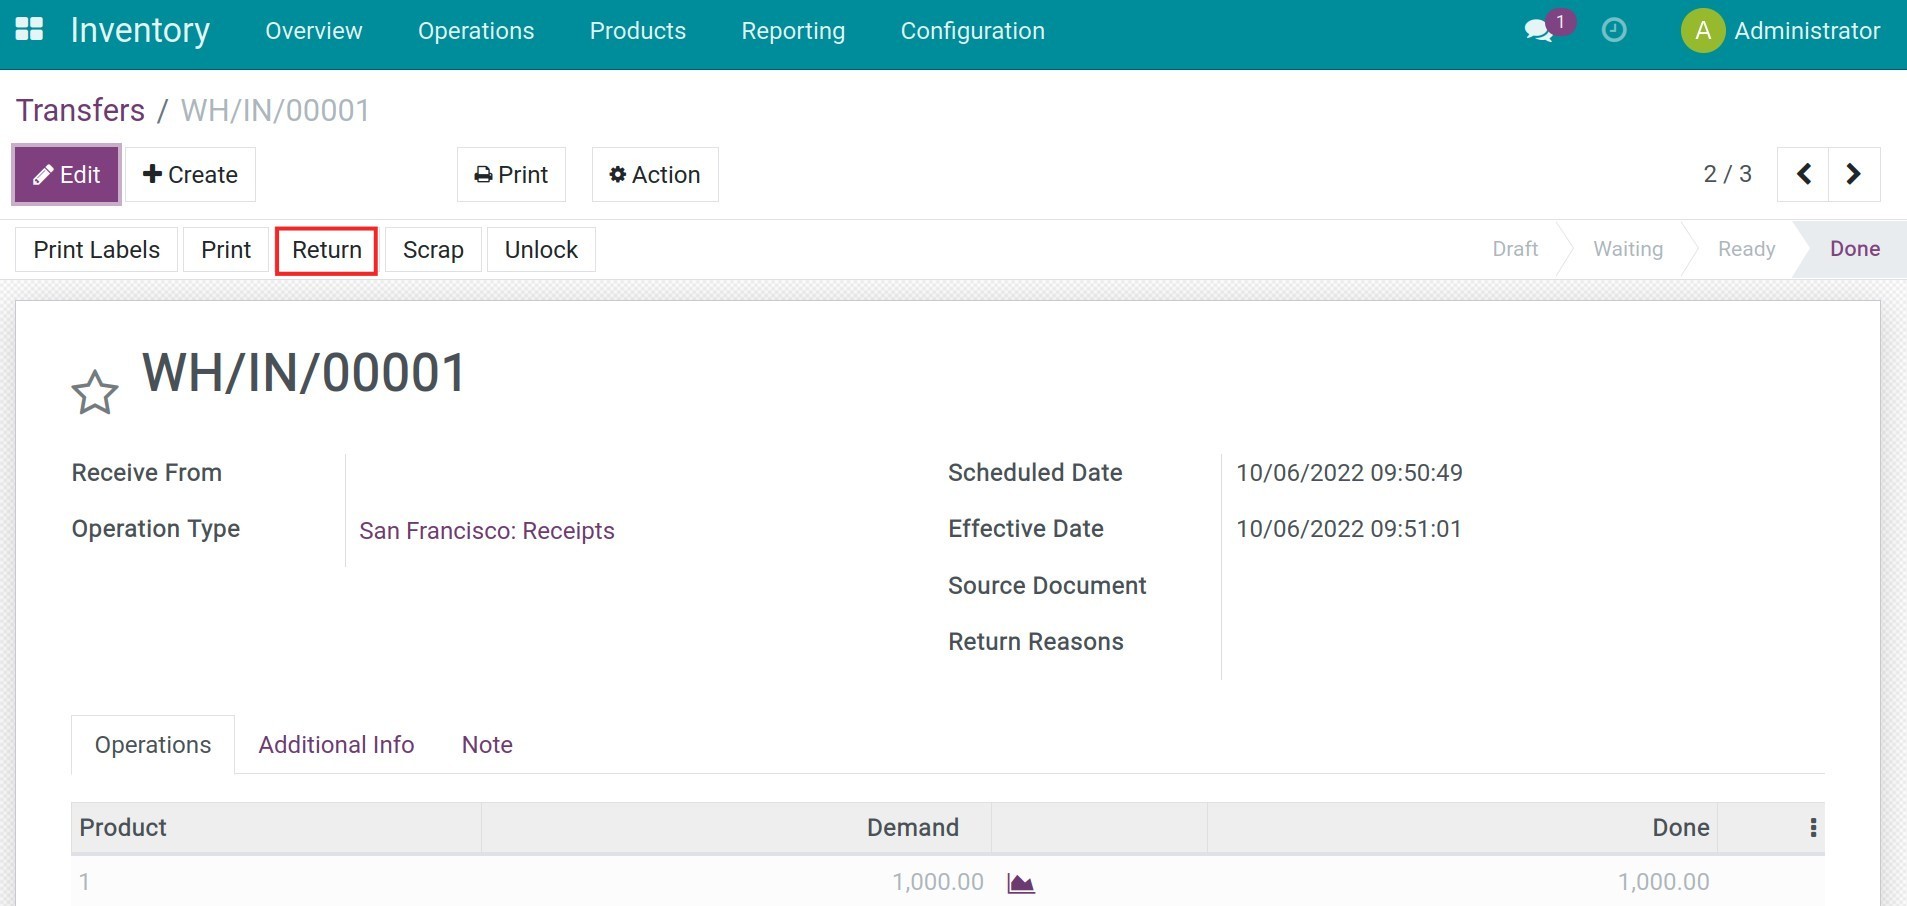 Inventory Overview Operations Products Reporting Configuration 1 A Administrator
Transfers / WH/IN/00001
Edit Create Print Action 2 / 3
Print Labels Print Return Scrap Unlock Draft Waiting Ready Done
WH/IN/00001
Receive From Scheduled Date 10/06/2022 09:50:49
Operation Type San Francisco: Receipts Effective Date 10/06/2022 09:51:01
Source Document
Return Reasons
Operations Additional Info Note
Product Demand Done
1 1,000.00 1,000.00